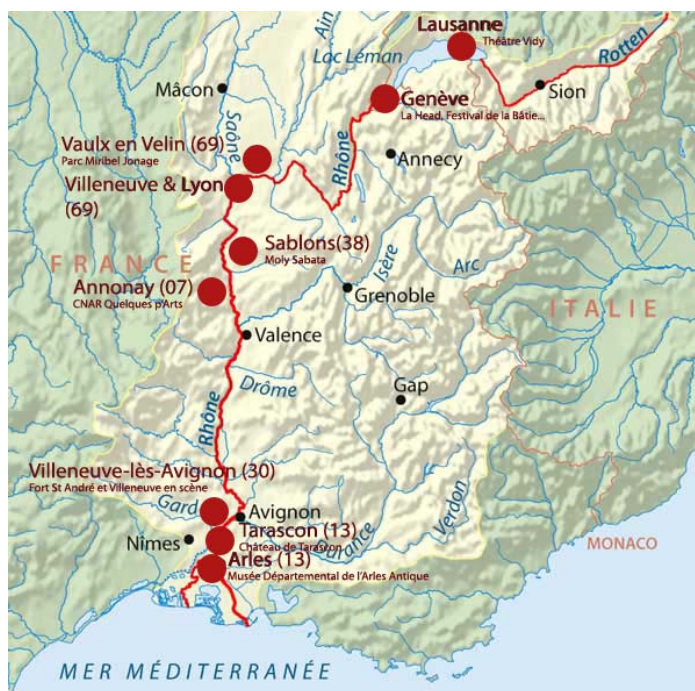 Lausanne
Théâtre Vidy
Rotten
Ain
Lac Léman
Mâcon
Sion
Genève
La Head, Festival de la Bâtie...
Saône
Vaulx en Velin (69)
Parc Miribel Jonage
Rhône
Annecy
Villeneuve & Lyon
(69)
Sablons(38)
Moly Sabata
FRANCE
Isère
Arc
Annonay (07)
CNAR Quelques p'Arts
Grenoble
ITALIE
Valence
Drôme
Gap
Rhône
Villeneuve-lès-Avignon (30)
Fort St André et Villeneuve en scène
Gard
Avignon
Verdon
Tarascon (13)
Château de Tarascon
Durance
Nîmes
MONACO
Arles (13)
Musée Départemental de l'Arles Antique
MER MÉDITERRANÉE